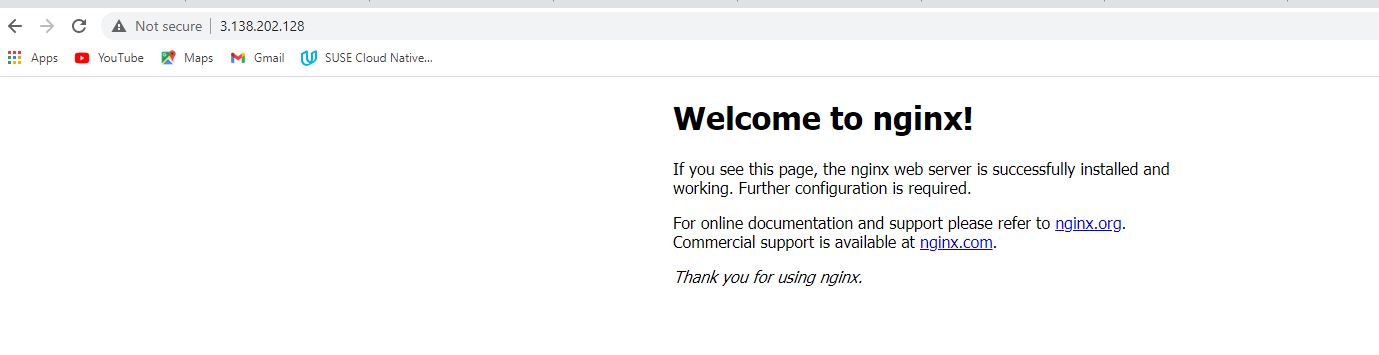 Not secure 3.138.202.128
Apps YouTube Maps Gmail SUSE Cloud Native...
Welcome to nginx!
If you see this page, the nginx web server is successfully installed and
working. Further configuration is required.
For online documentation and support please refer to nginx.org.
Commercial support is available at nginx.com.
Thank you for using nginx.